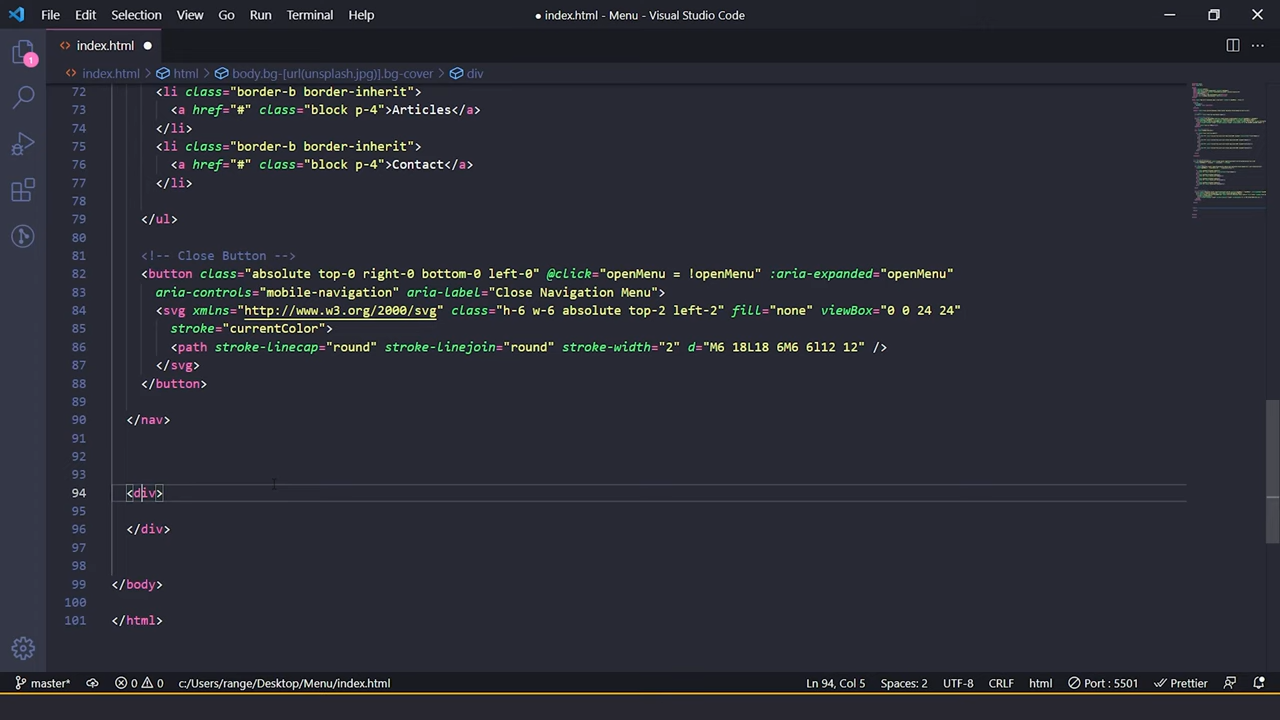 File Edit Selection View Go Run Terminal Help ● index.html - Menu - Visual Studio Code
index.html
index.html > html > body.bg-[url(unsplash.jpg)].bg-cover > div
1
72 <li class="border-b border-inherit">
73 <a href="#" class="block p-4">Articles</a>
74 </li>
75 <li class="border-b border-inherit">
76 <a href="#" class="block p-4">Contact</a>
77 </li>
78
79 </ul>
80
81 <!-- Close Button -->
82 <button class="absolute top-0 right-0 bottom-0 left-0" @click="openMenu = !openMenu" :aria-expanded="openMenu"
83 aria-controls="mobile-navigation" aria-label="Close Navigation Menu">
84 <svg xmlns="http://www.w3.org/2000/svg" class="h-6 w-6 absolute top-2 left-2" fill="none" viewBox="0 0 24 24"
85 stroke="currentColor">
86 <path stroke-linecap="round" stroke-linejoin="round" stroke-width="2" d="M6 18L18 6M6 6l12 12" />
87 </svg>
88 </button>
89
90 </nav>
91
92
93
94 <div>
95
96 </div>
97
98
99 </body>
100
101 </html>
master* 0 0 c:/Users/range/Desktop/Menu/index.html Ln 94, Col 5 Spaces: 2 UTF-8 CRLF html Port : 5501 Prettier